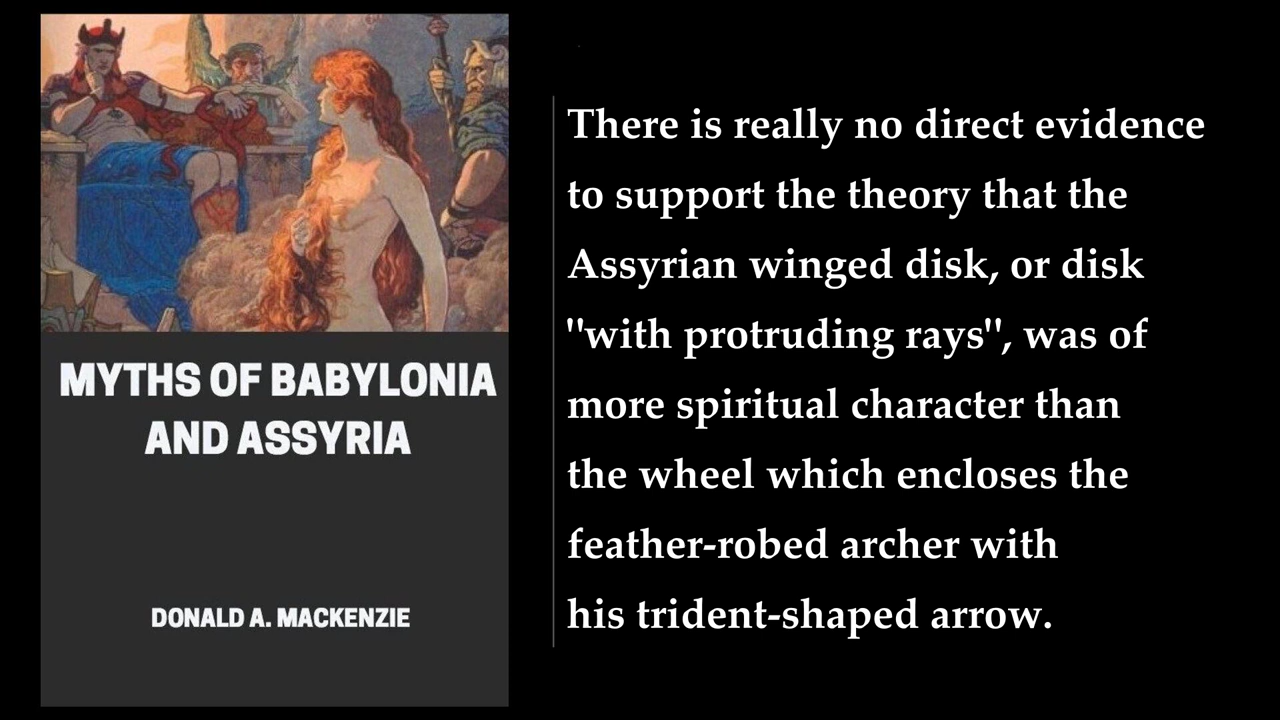 MYTHS OF BABYLONIA
AND ASSYRIA
DONALD A. MACKENZIE
There is really no direct evidence
to support the theory that the
Assyrian winged disk, or disk
"with protruding rays", was of
more spiritual character than
the wheel which encloses the
feather-robed archer with
his trident-shaped arrow.